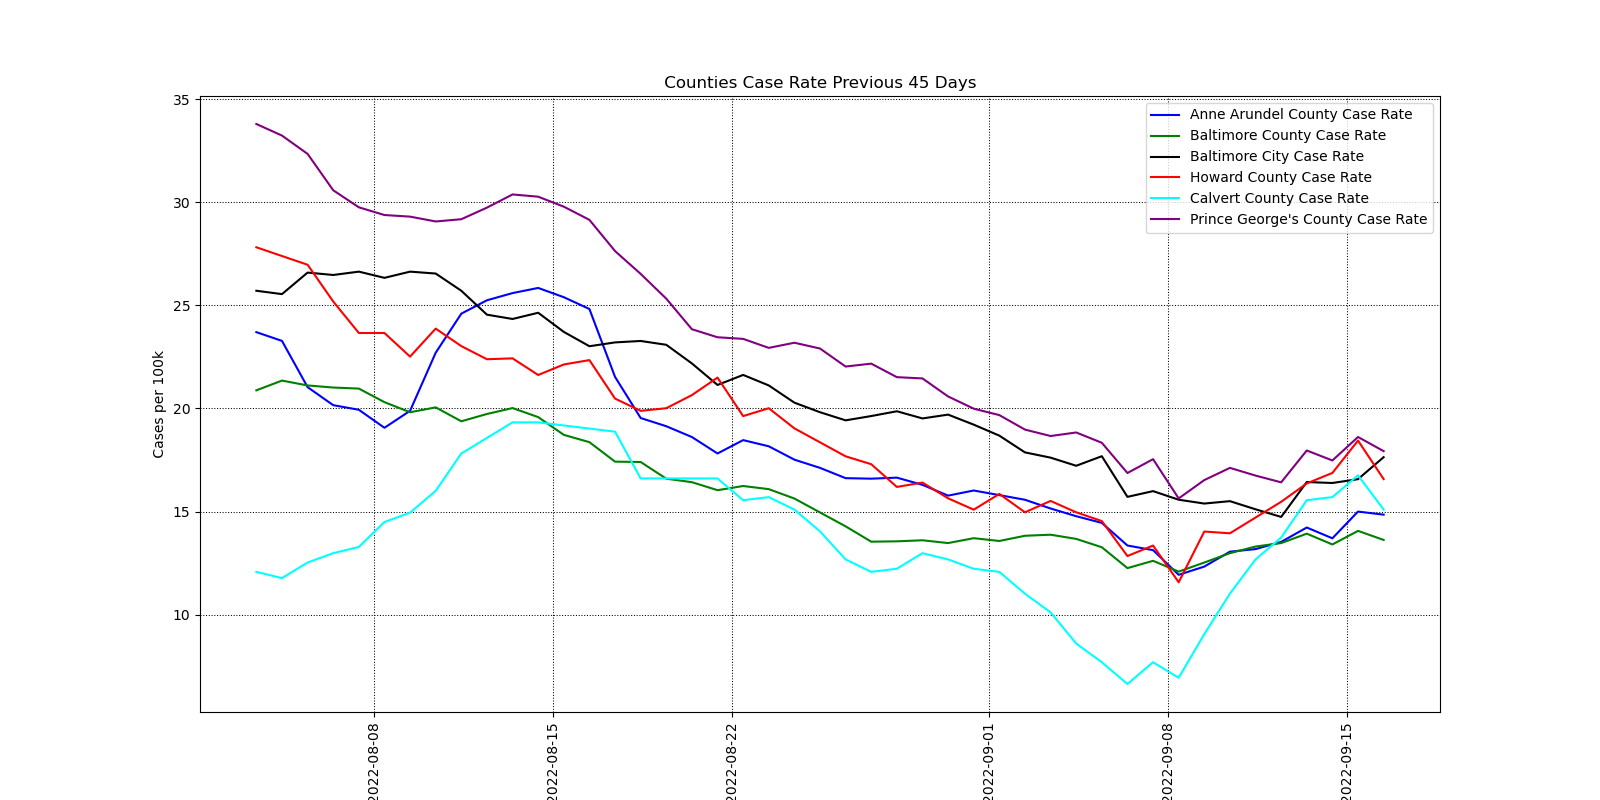 Counties Case Rate Previous 45 Days
Cases per 100k
35
30
25
20
15
10
Anne Arundel County Case Rate
Baltimore County Case Rate
Baltimore City Case Rate
Howard County Case Rate
Calvert County Case Rate
Prince George's County Case Rate
2022-08-08
2022-08-15
2022-08-22
2022-09-01
2022-09-08
2022-09-15